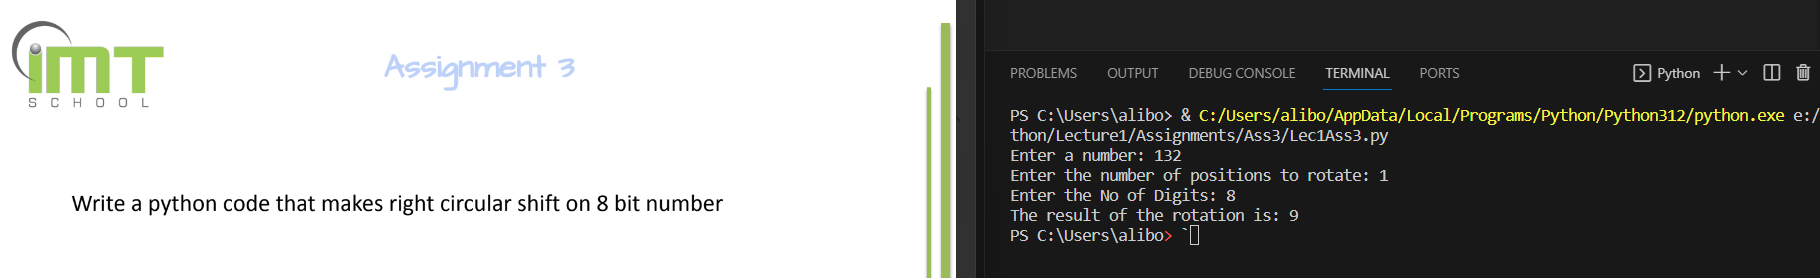 iMT
SCHOOL
Assignment 3
Write a python code that makes right circular shift on 8 bit number
PROBLEMS OUTPUT DEBUG CONSOLE TERMINAL PORTS Python
PS C:\Users\alibo> & C:/Users/alibo/AppData/Local/Programs/Python/Python312/python.exe e:/
thon/Lecture1/Assignments/Ass3/Lec1Ass3.py
Enter a number: 132
Enter the number of positions to rotate: 1
Enter the No of Digits: 8
The result of the rotation is: 9
PS C:\Users\alibo> `